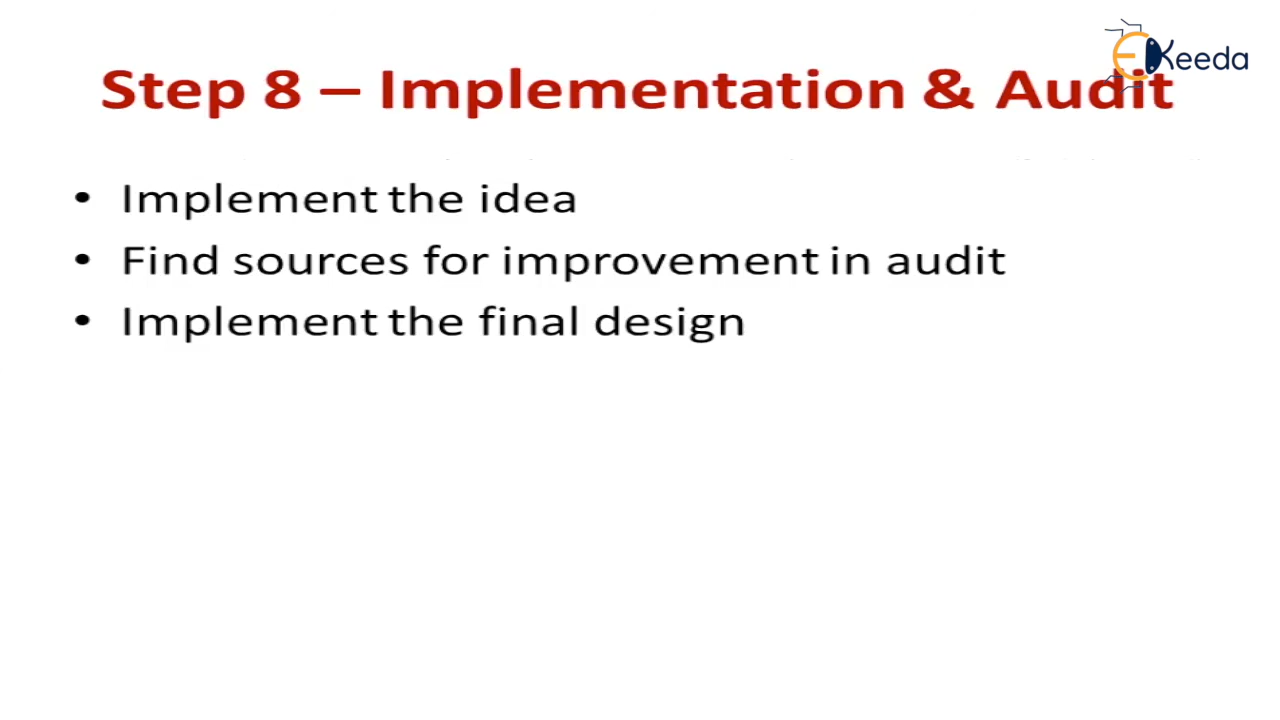 EKeeda
Step 8 – Implementation & Audit
• Implement the idea
• Find sources for improvement in audit
• Implement the final design